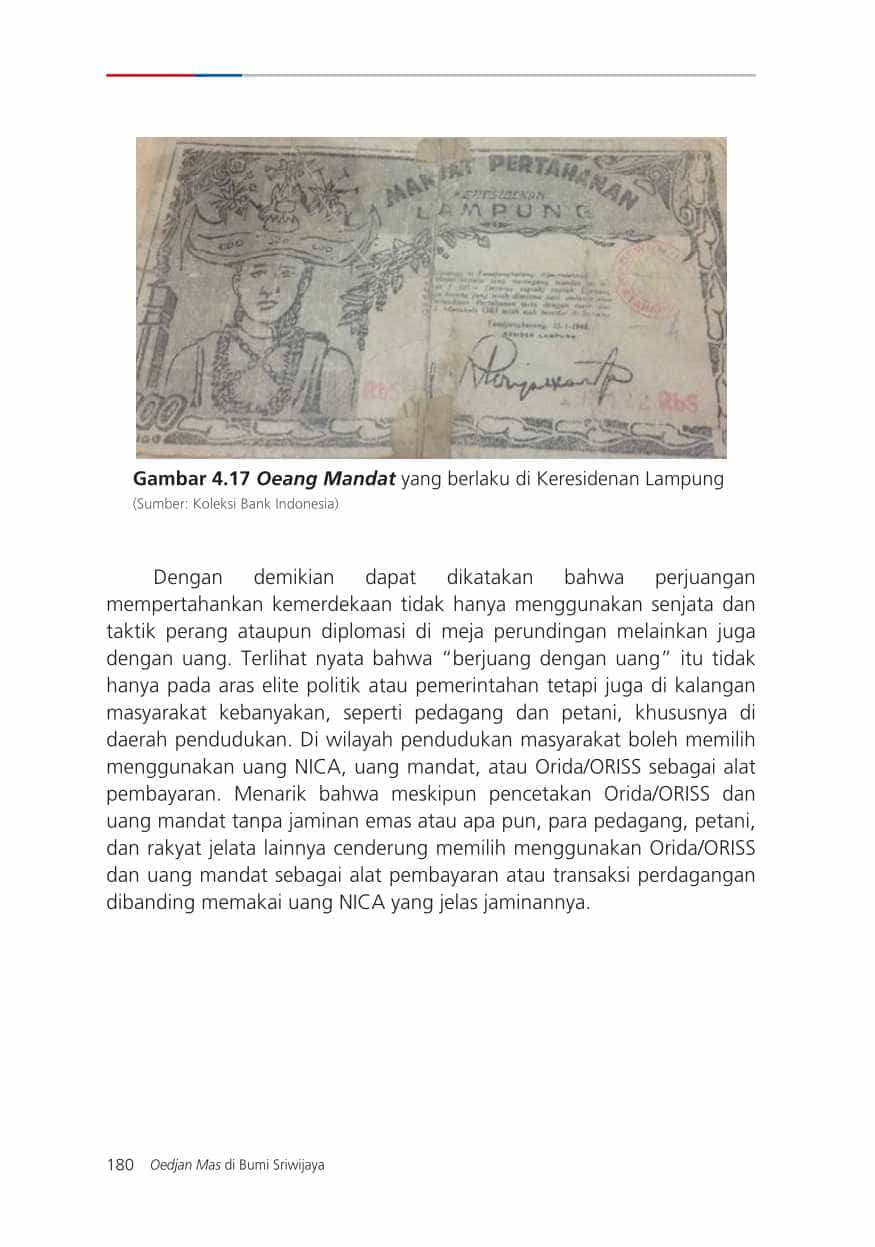 MANDAT PERTAHANAN
KERESIDENAN
LAMPUNG
Tandjungkarang,
RESIDEN LAMPUNG
RbS
RbS
100
100
Gambar 4.17 Oeang Mandat yang berlaku di Keresidenan Lampung
(Sumber: Koleksi Bank Indonesia)
Dengan demikian dapat dikatakan bahwa perjuangan
mempertahankan kemerdekaan tidak hanya menggunakan senjata dan
taktik perang ataupun diplomasi di meja perundingan melainkan juga
dengan uang. Terlihat nyata bahwa “berjuang dengan uang” itu tidak
hanya pada aras elite politik atau pemerintahan tetapi juga di kalangan
masyarakat kebanyakan, seperti pedagang dan petani, khususnya di
daerah pendudukan. Di wilayah pendudukan masyarakat boleh memilih
menggunakan uang NICA, uang mandat, atau Orida/ORISS sebagai alat
pembayaran. Menarik bahwa meskipun pencetakan Orida/ORISS dan
uang mandat tanpa jaminan emas atau apa pun, para pedagang, petani,
dan rakyat jelata lainnya cenderung memilih menggunakan Orida/ORISS
dan uang mandat sebagai alat pembayaran atau transaksi perdagangan
dibanding memakai uang NICA yang jelas jaminannya.
180 Oedjan Mas di Bumi Sriwijaya